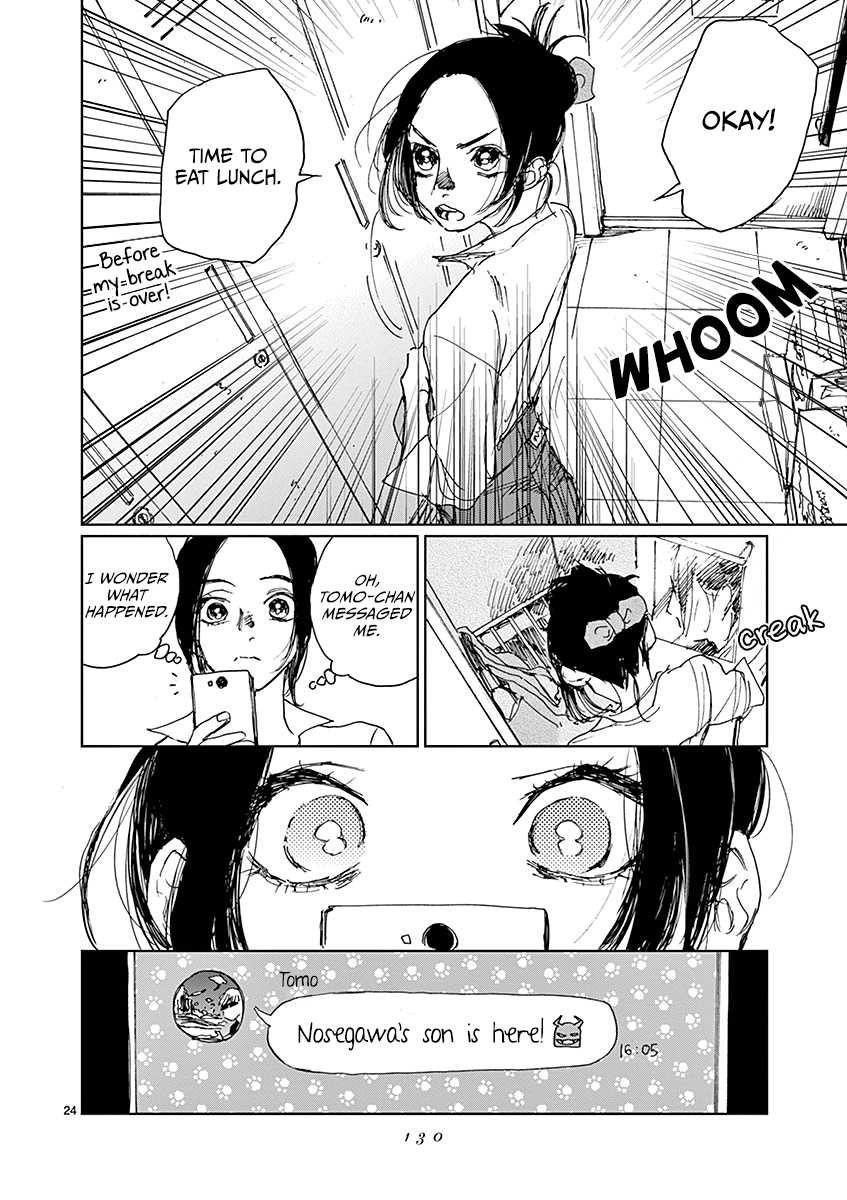 OKAY!
TIME TO
EAT LUNCH.
Before
my break
is over!
WHOOM
creak
OH,
TOMO-CHAN
MESSAGED
ME.
I WONDER
WHAT
HAPPENED.
Tomo
Nosegawa's son is here!
16:05
24
130